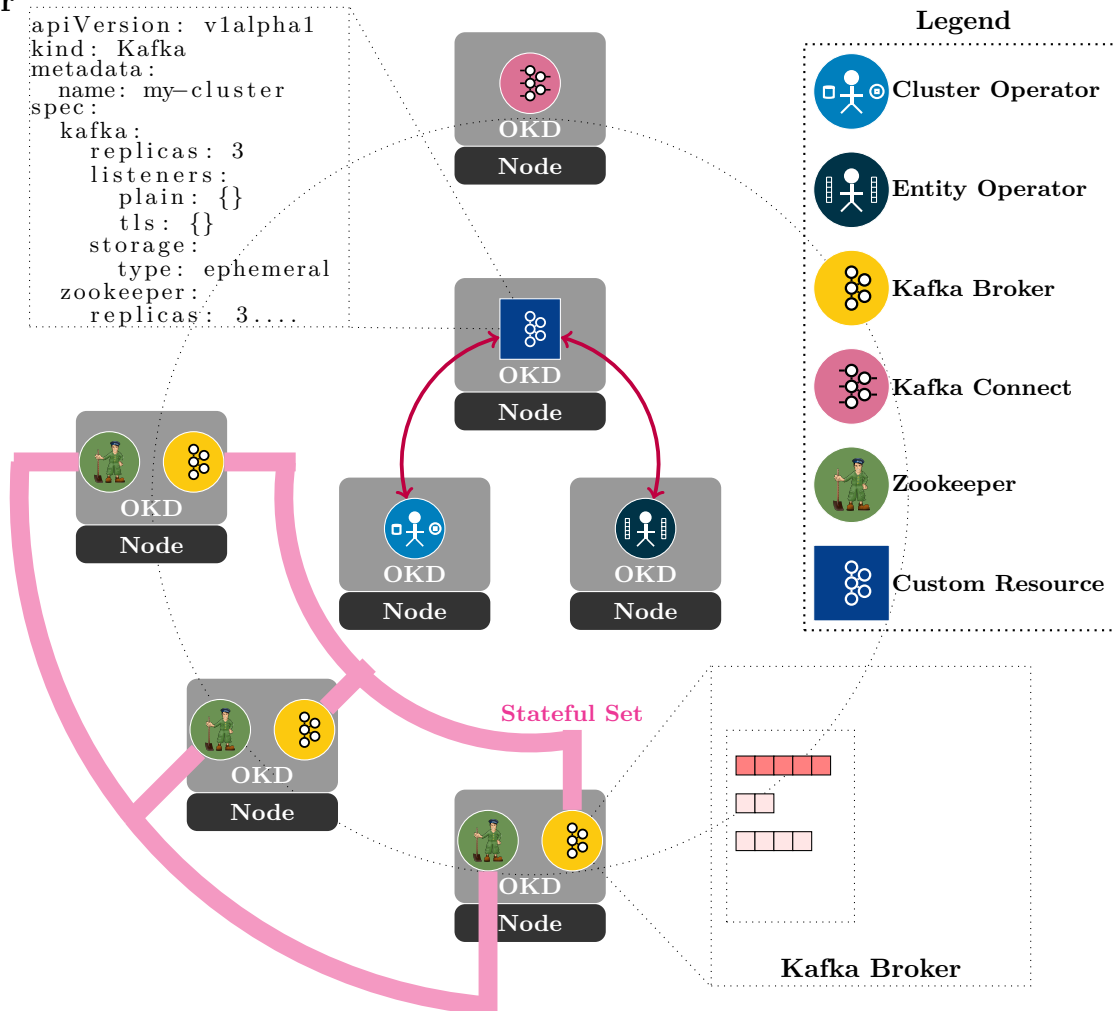 r
apiVersion: v1alpha1
kind: Kafka
metadata:
  name: my-cluster
spec:
  kafka:
    replicas: 3
    listeners:
      plain: {}
      tls: {}
    storage:
      type: ephemeral
  zookeeper:
    replicas: 3....
OKD
Node
OKD
Node
OKD
Node
OKD
Node
OKD
Node
OKD
Node
OKD
Node
Stateful Set
Kafka Broker
Legend
Cluster Operator
Entity Operator
Kafka Broker
Kafka Connect
Zookeeper
Custom Resource